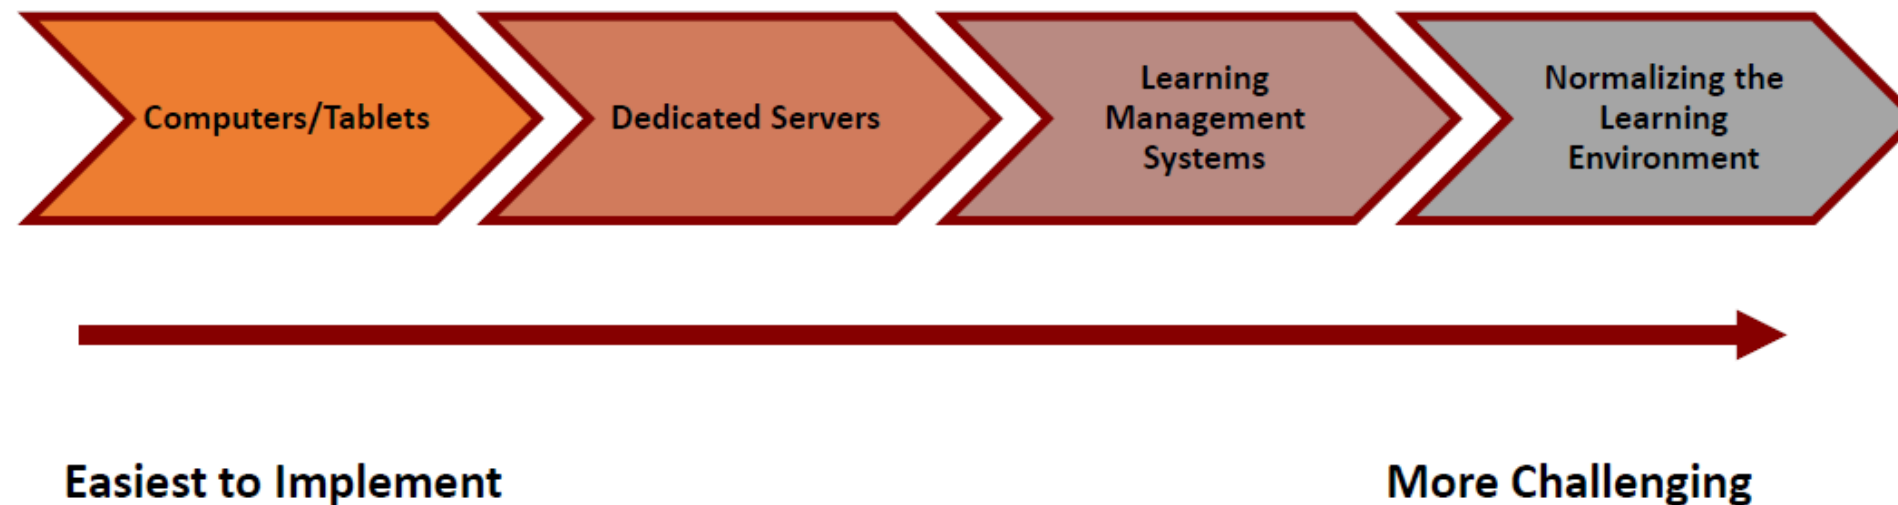 Computers/Tablets
Dedicated Servers
Learning
Management
Systems
Normalizing the
Learning
Environment
Easiest to Implement
More Challenging